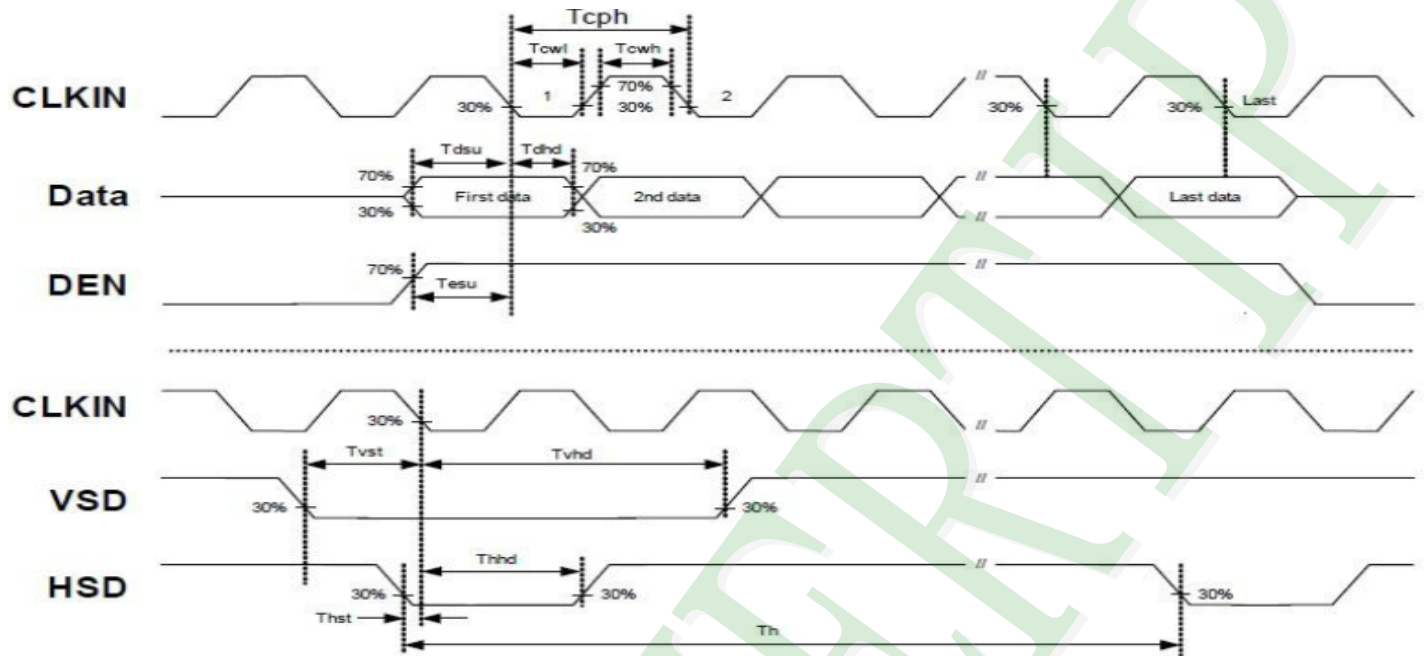 Tcph
Tcwl Tcwh
CLKIN 30% 1 70% 30% 2 // 30% 30% Last
Tdsu Tdhd
Data 70% 30% First data 70% 30% 2nd data // // Last data
DEN 70% Tesu //
CLKIN 30% //
Tvst Tvhd
VSD 30% 30% //
Thhd
HSD 30% 30% // 30%
Thst
Th